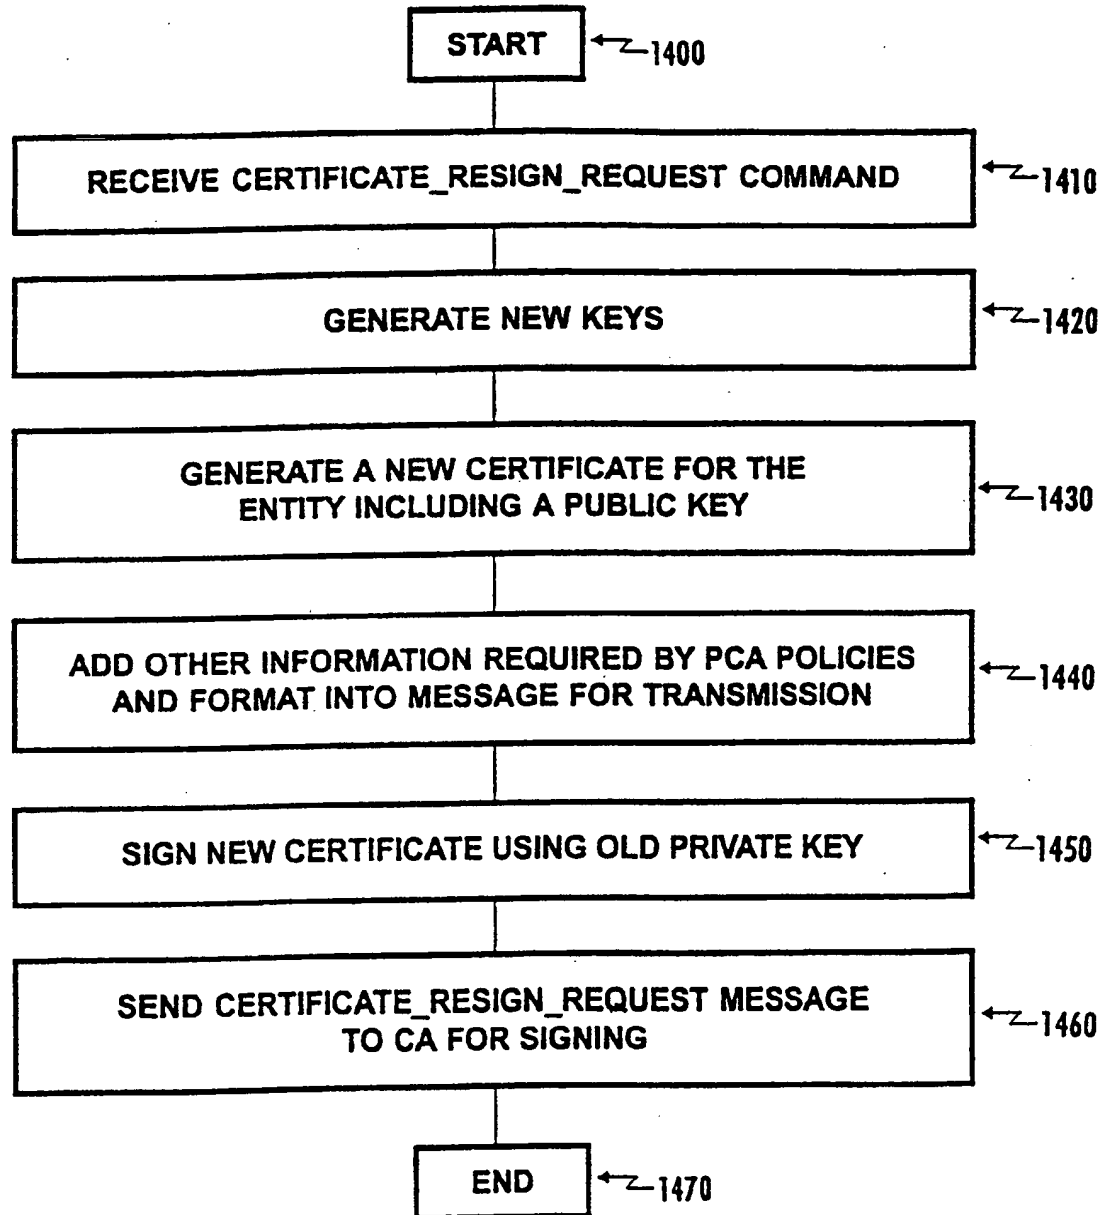 START
1400
RECEIVE CERTIFICATE_RESIGN_REQUEST COMMAND
1410
GENERATE NEW KEYS
1420
GENERATE A NEW CERTIFICATE FOR THE
ENTITY INCLUDING A PUBLIC KEY
1430
ADD OTHER INFORMATION REQUIRED BY PCA POLICIES
AND FORMAT INTO MESSAGE FOR TRANSMISSION
1440
SIGN NEW CERTIFICATE USING OLD PRIVATE KEY
1450
SEND CERTIFICATE_RESIGN_REQUEST MESSAGE
TO CA FOR SIGNING
1460
END
1470